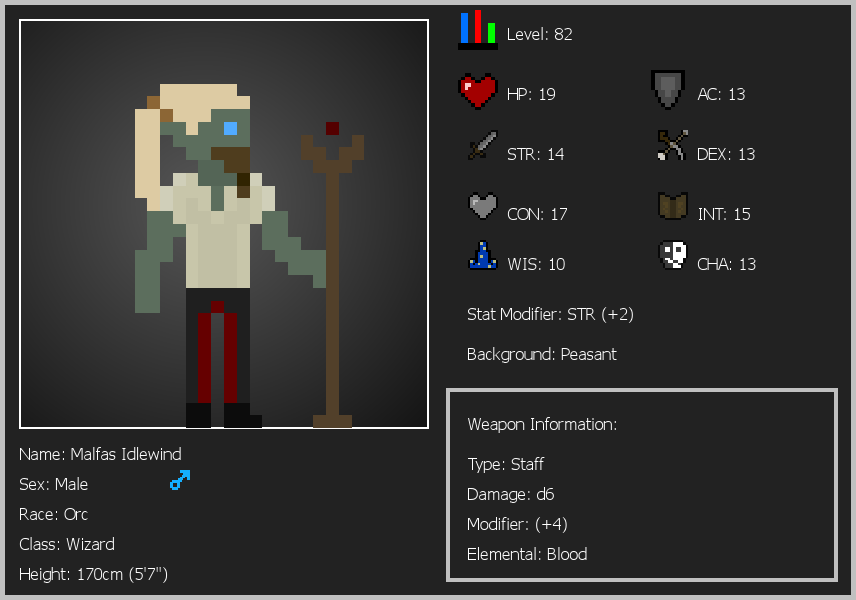 Level: 82
HP: 19
AC: 13
STR: 14
DEX: 13
CON: 17
INT: 15
WIS: 10
CHA: 13
Stat Modifier: STR (+2)
Background: Peasant
Weapon Information:
Type: Staff
Damage: d6
Modifier: (+4)
Elemental: Blood
Name: Malfas Idlewind
Sex: Male
Race: Orc
Class: Wizard
Height: 170cm (5'7")